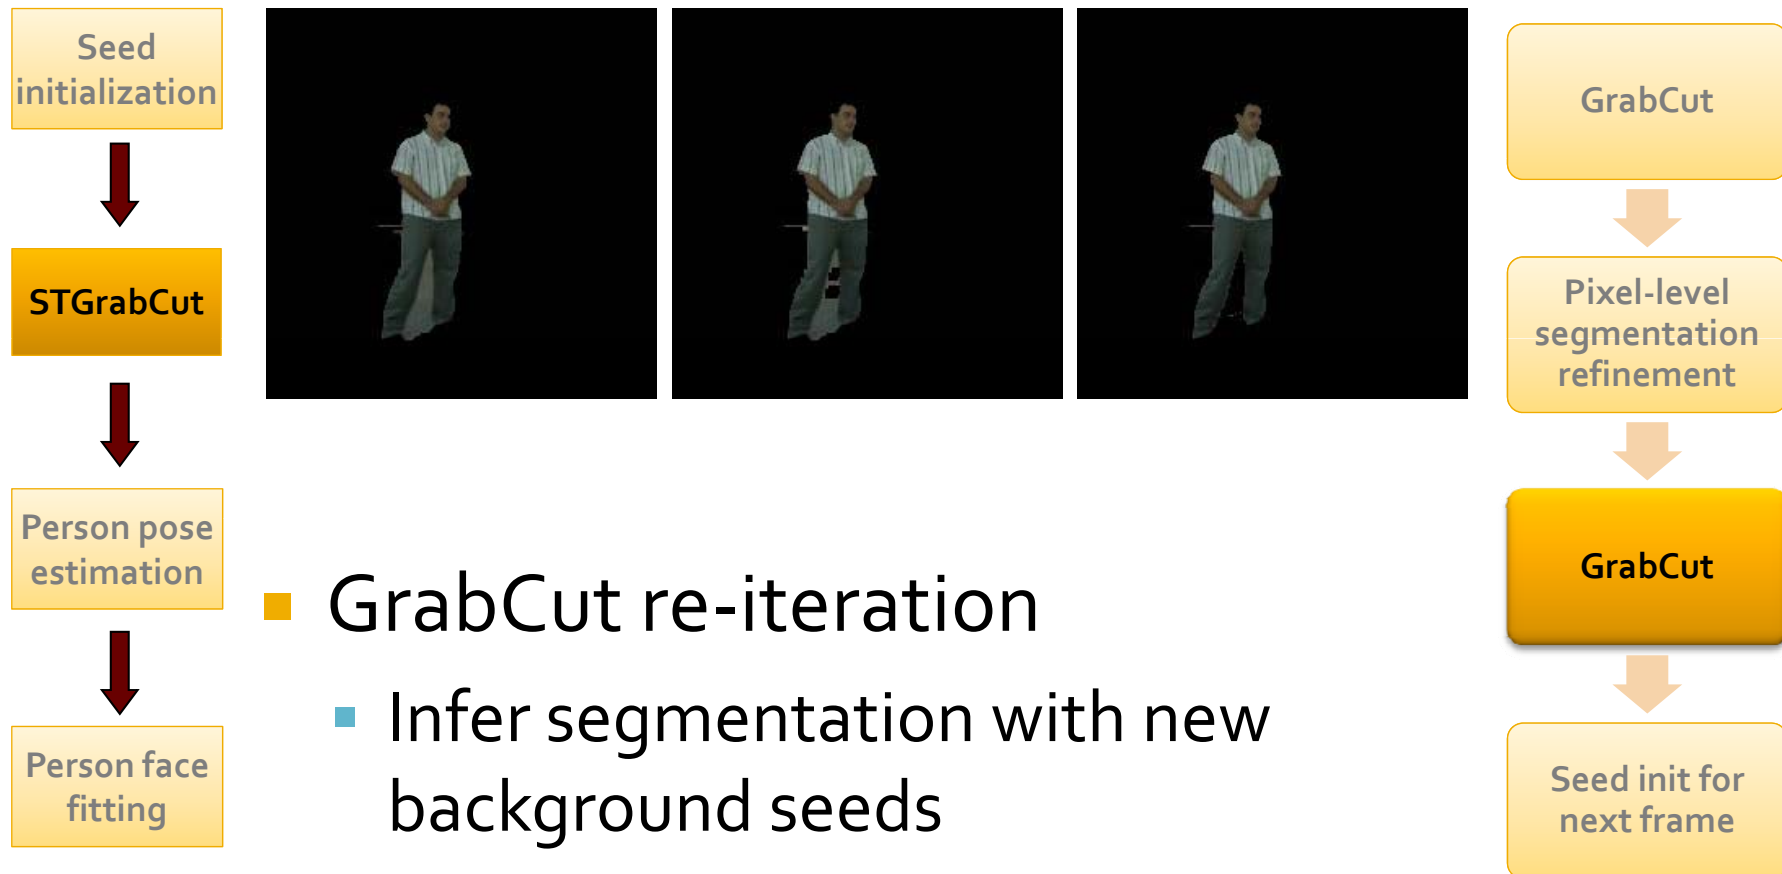 Seed
initialization
STGrabCut
Person pose
estimation
Person face
fitting
GrabCut re-iteration
Infer segmentation with new
background seeds
GrabCut
Pixel-level
segmentation
refinement
GrabCut
Seed init for
next frame